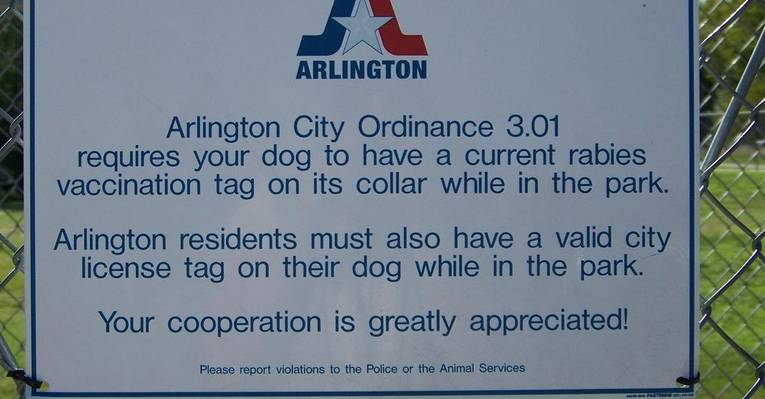 ARLINGTON
Arlington City Ordinance 3.01
requires your dog to have a current rabies
vaccination tag on its collar while in the park.
Arlington residents must also have a valid city
license tag on their dog while in the park.
Your cooperation is greatly appreciated!
Please report violations to the Police or the Animal Services